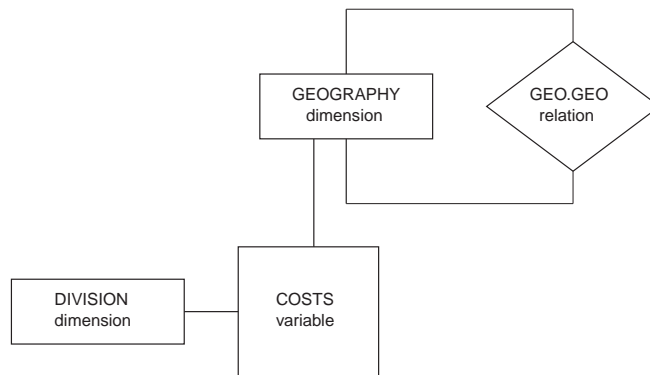 GEOGRAPHY
dimension
GEO.GEO
relation
DIVISION
dimension
COSTS
variable